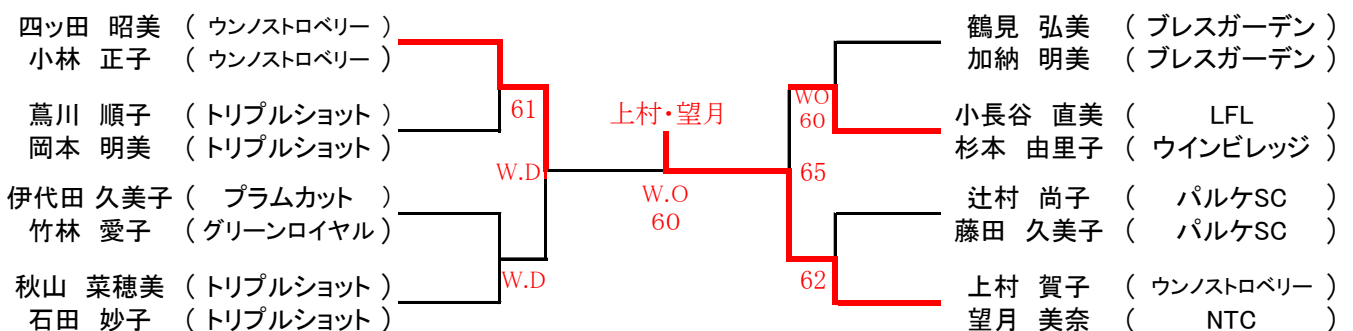 四ッ田 昭美 ( ウンノストロベリー )
小林 正子 ( ウンノストロベリー )
61
蔦川 順子 ( トリプルショット )
岡本 明美 ( トリプルショット )
W.D
伊代田 久美子 ( プラムカット )
竹林 愛子 ( グリーンロイヤル )
W.D
秋山 菜穂美 ( トリプルショット )
石田 妙子 ( トリプルショット )
上村・望月
W.O
60
鶴見 弘美 ( ブレスガーデン )
加納 明美 ( ブレスガーデン )
WO
60
小長谷 直美 ( LFL )
杉本 由里子 ( ウインビレッジ )
65
辻村 尚子 ( パルケSC )
藤田 久美子 ( パルケSC )
62
上村 賀子 ( ウンノストロベリー )
望月 美奈 ( NTC )